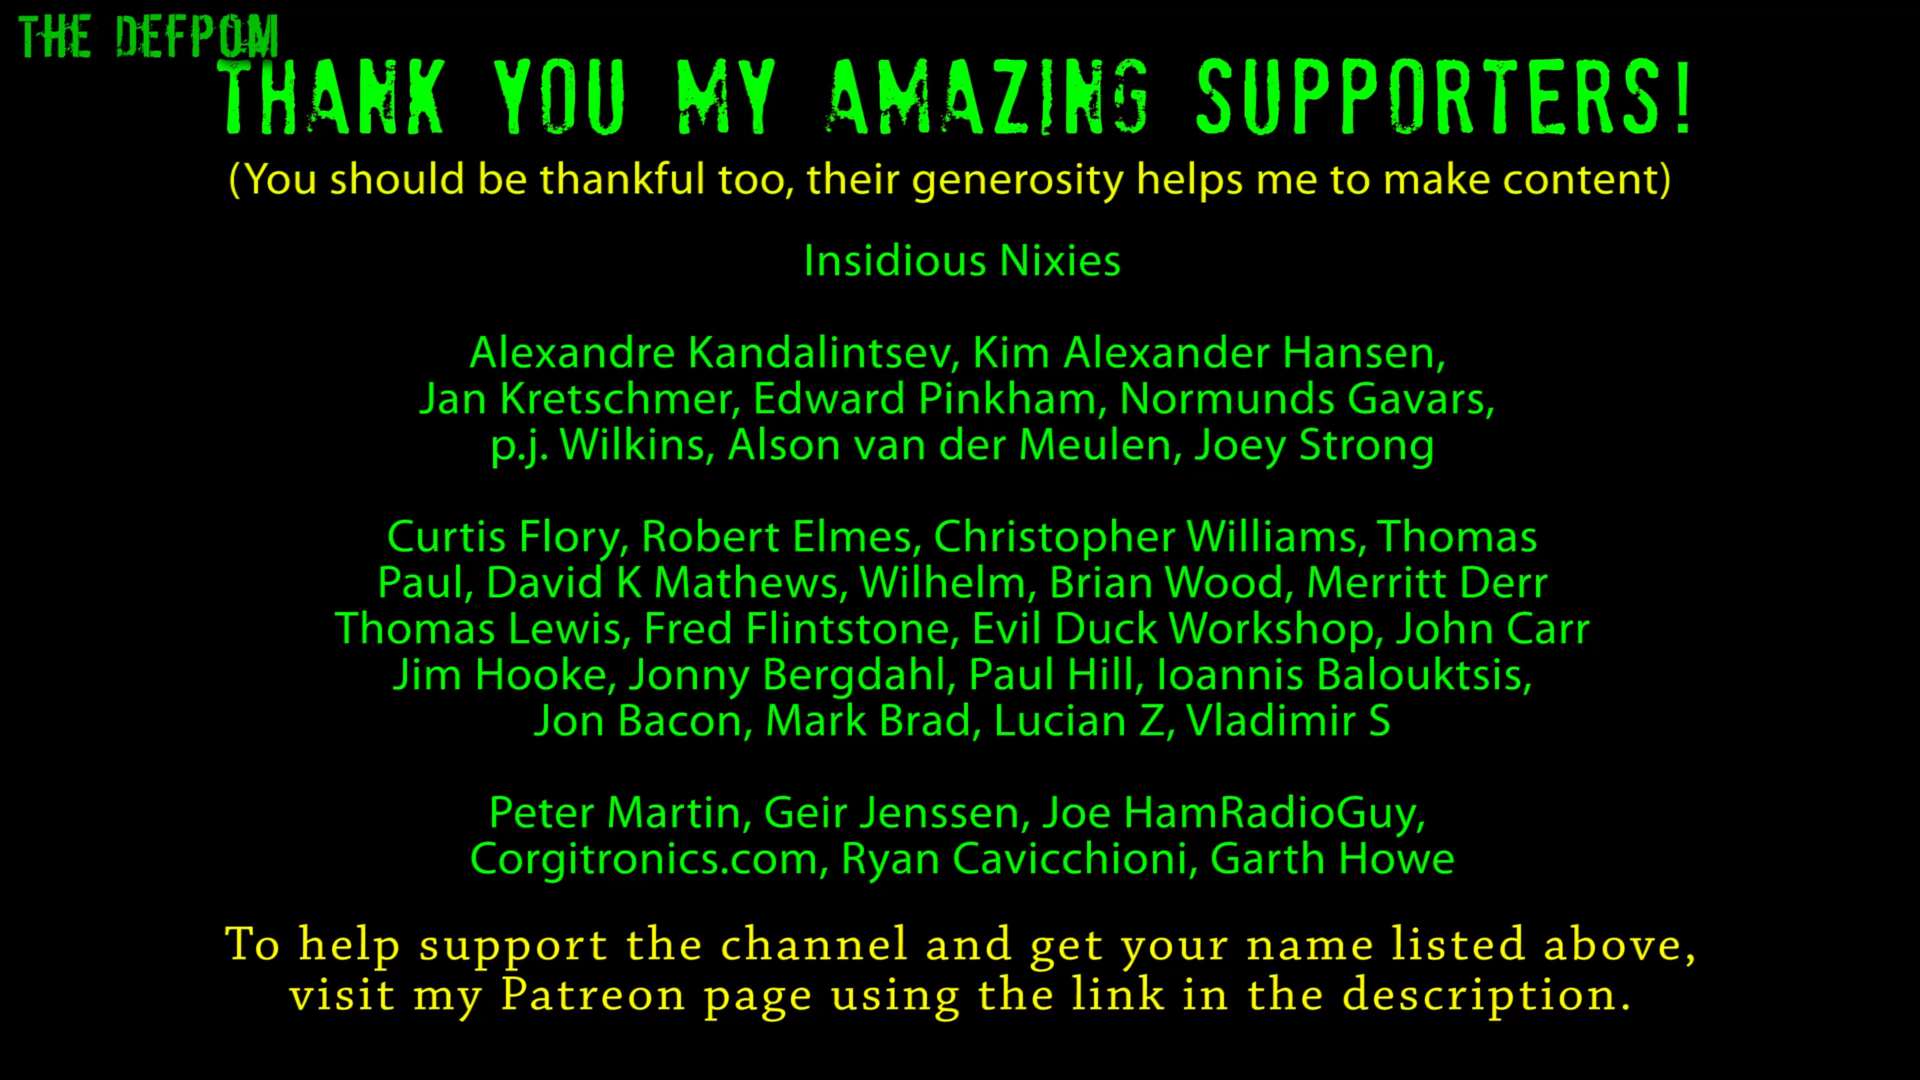 THE DEFPOM
THANK YOU MY AMAZING SUPPORTERS!
(You should be thankful too, their generosity helps me to make content)
Insidious Nixies
Alexandre Kandalintsev, Kim Alexander Hansen,
Jan Kretschmer, Edward Pinkham, Normunds Gavars,
p.j. Wilkins, Alson van der Meulen, Joey Strong
Curtis Flory, Robert Elmes, Christopher Williams, Thomas
Paul, David K Mathews, Wilhelm, Brian Wood, Merritt Derr
Thomas Lewis, Fred Flintstone, Evil Duck Workshop, John Carr
Jim Hooke, Jonny Bergdahl, Paul Hill, Ioannis Balouktsis,
Jon Bacon, Mark Brad, Lucian Z, Vladimir S
Peter Martin, Geir Jenssen, Joe HamRadioGuy,
Corgitronics.com, Ryan Cavicchioni, Garth Howe
To help support the channel and get your name listed above,
visit my Patreon page using the link in the description.